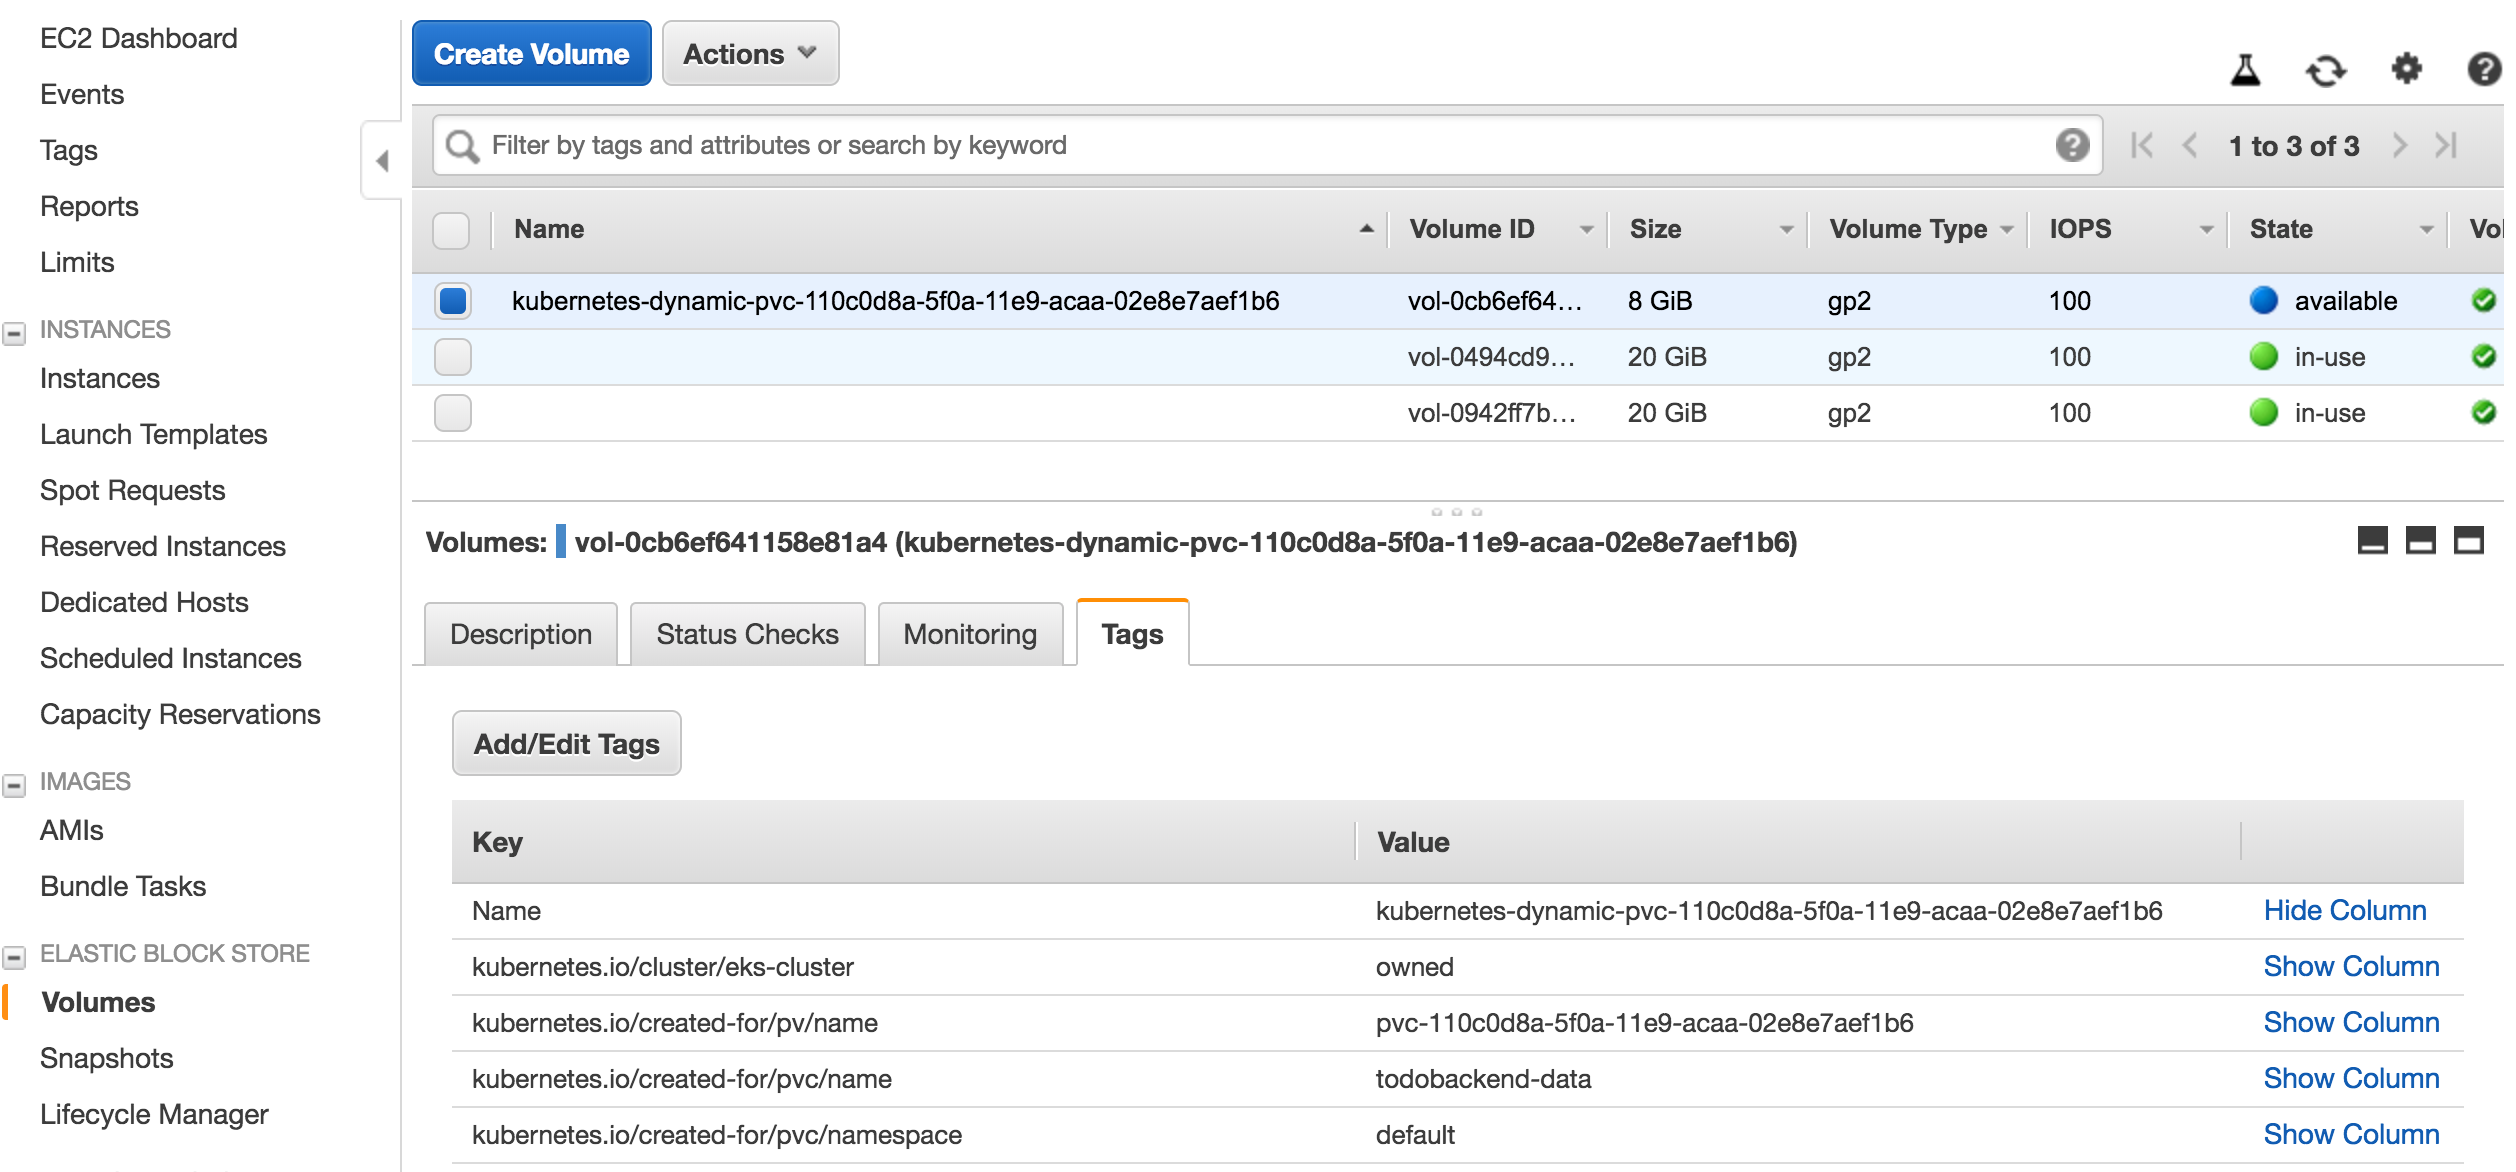 EC2 Dashboard
Events
Tags
Reports
Limits
INSTANCES
Instances
Launch Templates
Spot Requests
Reserved Instances
Dedicated Hosts
Scheduled Instances
Capacity Reservations
IMAGES
AMIs
Bundle Tasks
ELASTIC BLOCK STORE
Volumes
Snapshots
Lifecycle Manager
Create Volume Actions
Filter by tags and attributes or search by keyword 1 to 3 of 3
Name Volume ID Size Volume Type IOPS State Vol
kubernetes-dynamic-pvc-110c0d8a-5f0a-11e9-acaa-02e8e7aef1b6 vol-0cb6ef64... 8 GiB gp2 100 available
vol-0494cd9... 20 GiB gp2 100 in-use
vol-0942ff7b... 20 GiB gp2 100 in-use
Volumes: vol-0cb6ef641158e81a4 (kubernetes-dynamic-pvc-110c0d8a-5f0a-11e9-acaa-02e8e7aef1b6)
Description Status Checks Monitoring Tags
Add/Edit Tags
Key Value
Name kubernetes-dynamic-pvc-110c0d8a-5f0a-11e9-acaa-02e8e7aef1b6 Hide Column
kubernetes.io/cluster/eks-cluster owned Show Column
kubernetes.io/created-for/pv/name pvc-110c0d8a-5f0a-11e9-acaa-02e8e7aef1b6 Show Column
kubernetes.io/created-for/pvc/name todobackend-data Show Column
kubernetes.io/created-for/pvc/namespace default Show Column